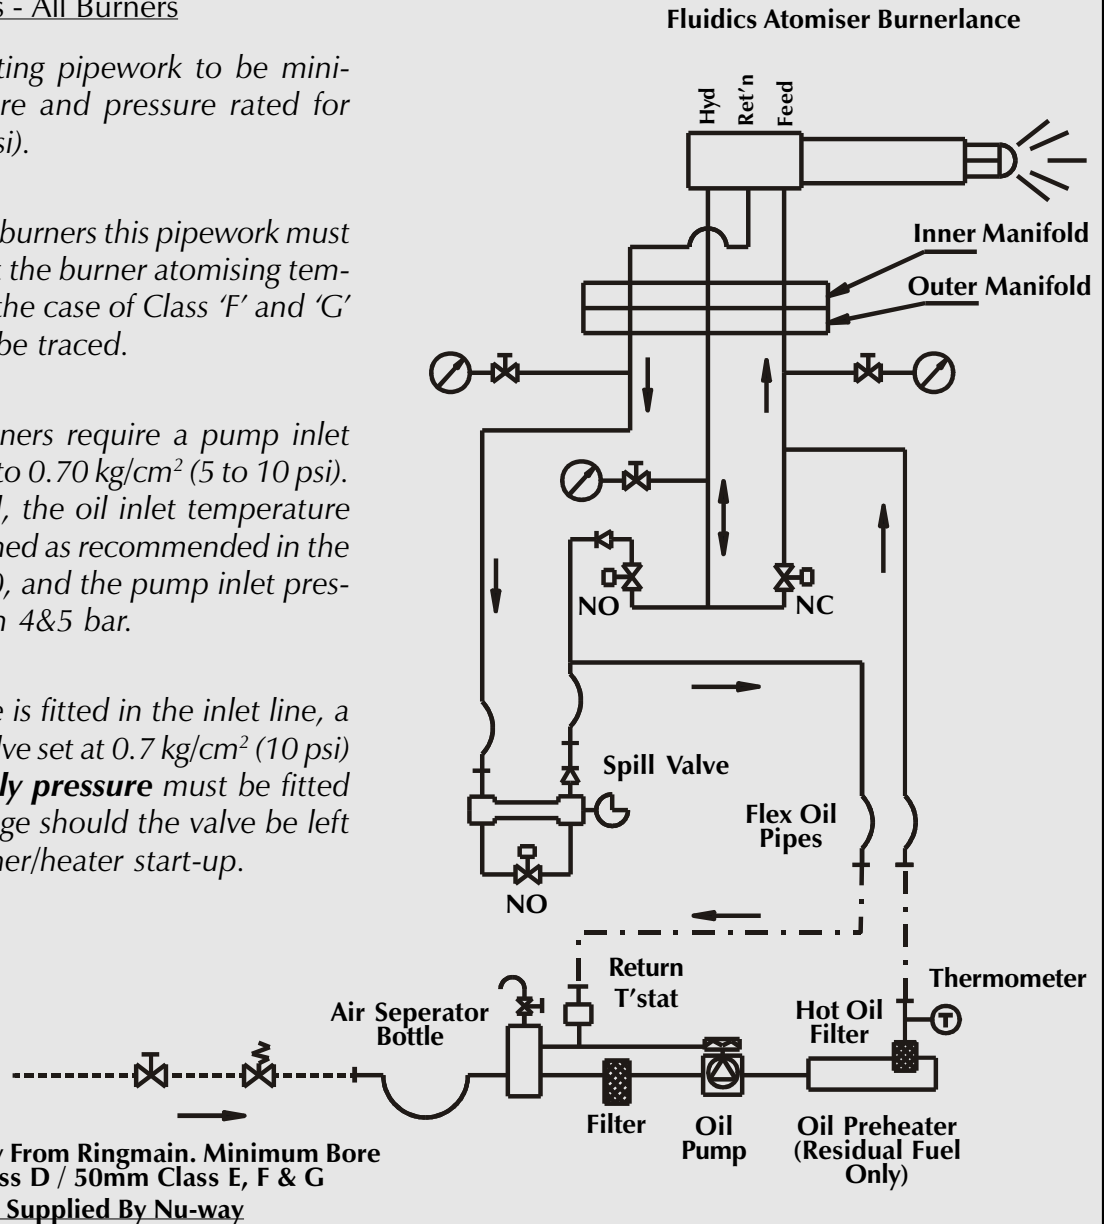 s - All Burners
ting pipework to be mini-
re and pressure rated for
si).
burners this pipework must
t the burner atomising tem-
the case of Class ‘F’ and ‘G’
be traced.
ners require a pump inlet
to 0.70 kg/cm² (5 to 10 psi).
l, the oil inlet temperature
ned as recommended in the
0, and the pump inlet pres-
n 4&5 bar.
e is fitted in the inlet line, a
lve set at 0.7 kg/cm² (10 psi)
ly pressure must be fitted
ge should the valve be left
ner/heater start-up.
Fluidics Atomiser Burnerlance
Hyd
Ret'n
Feed
Inner Manifold
Outer Manifold
NO
NC
Spill Valve
Flex Oil
Pipes
NO
Return
T'stat
Thermometer
Air Seperator
Bottle
Hot Oil
Filter
T
Filter
Oil
Pump
Oil Preheater
(Residual Fuel
Only)
y From Ringmain. Minimum Bore
ss D / 50mm Class E, F & G
Supplied By Nu-way